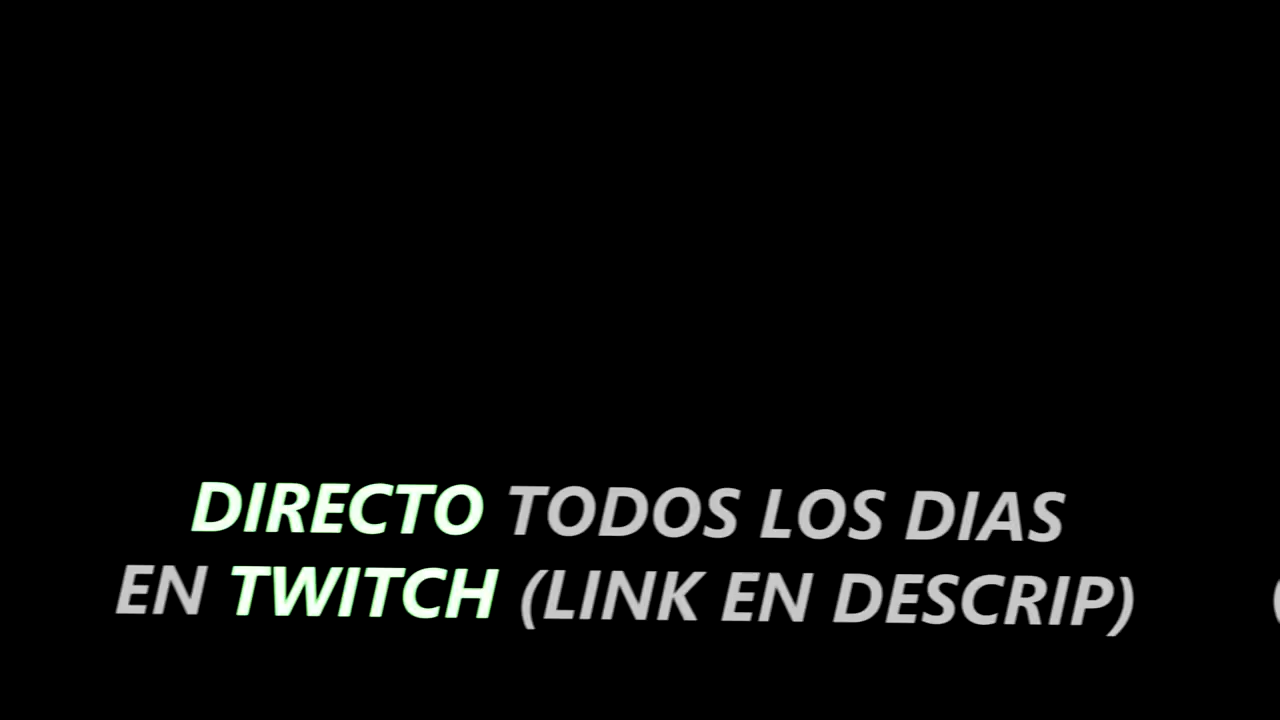 DIRECTO TODOS LOS DIAS
EN TWITCH (LINK EN DESCRIP)